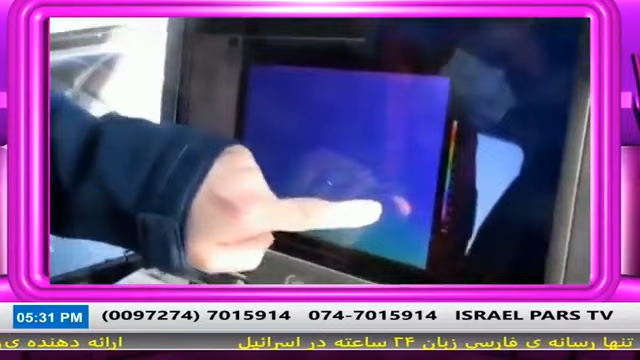 05:31 PM (0097274) 7015914 074-7015914 ISRAEL PARS TV
تنها رسانه ی فارسی زبان ۲۴ ساعته در اسرائیل ارائه دهنده ی